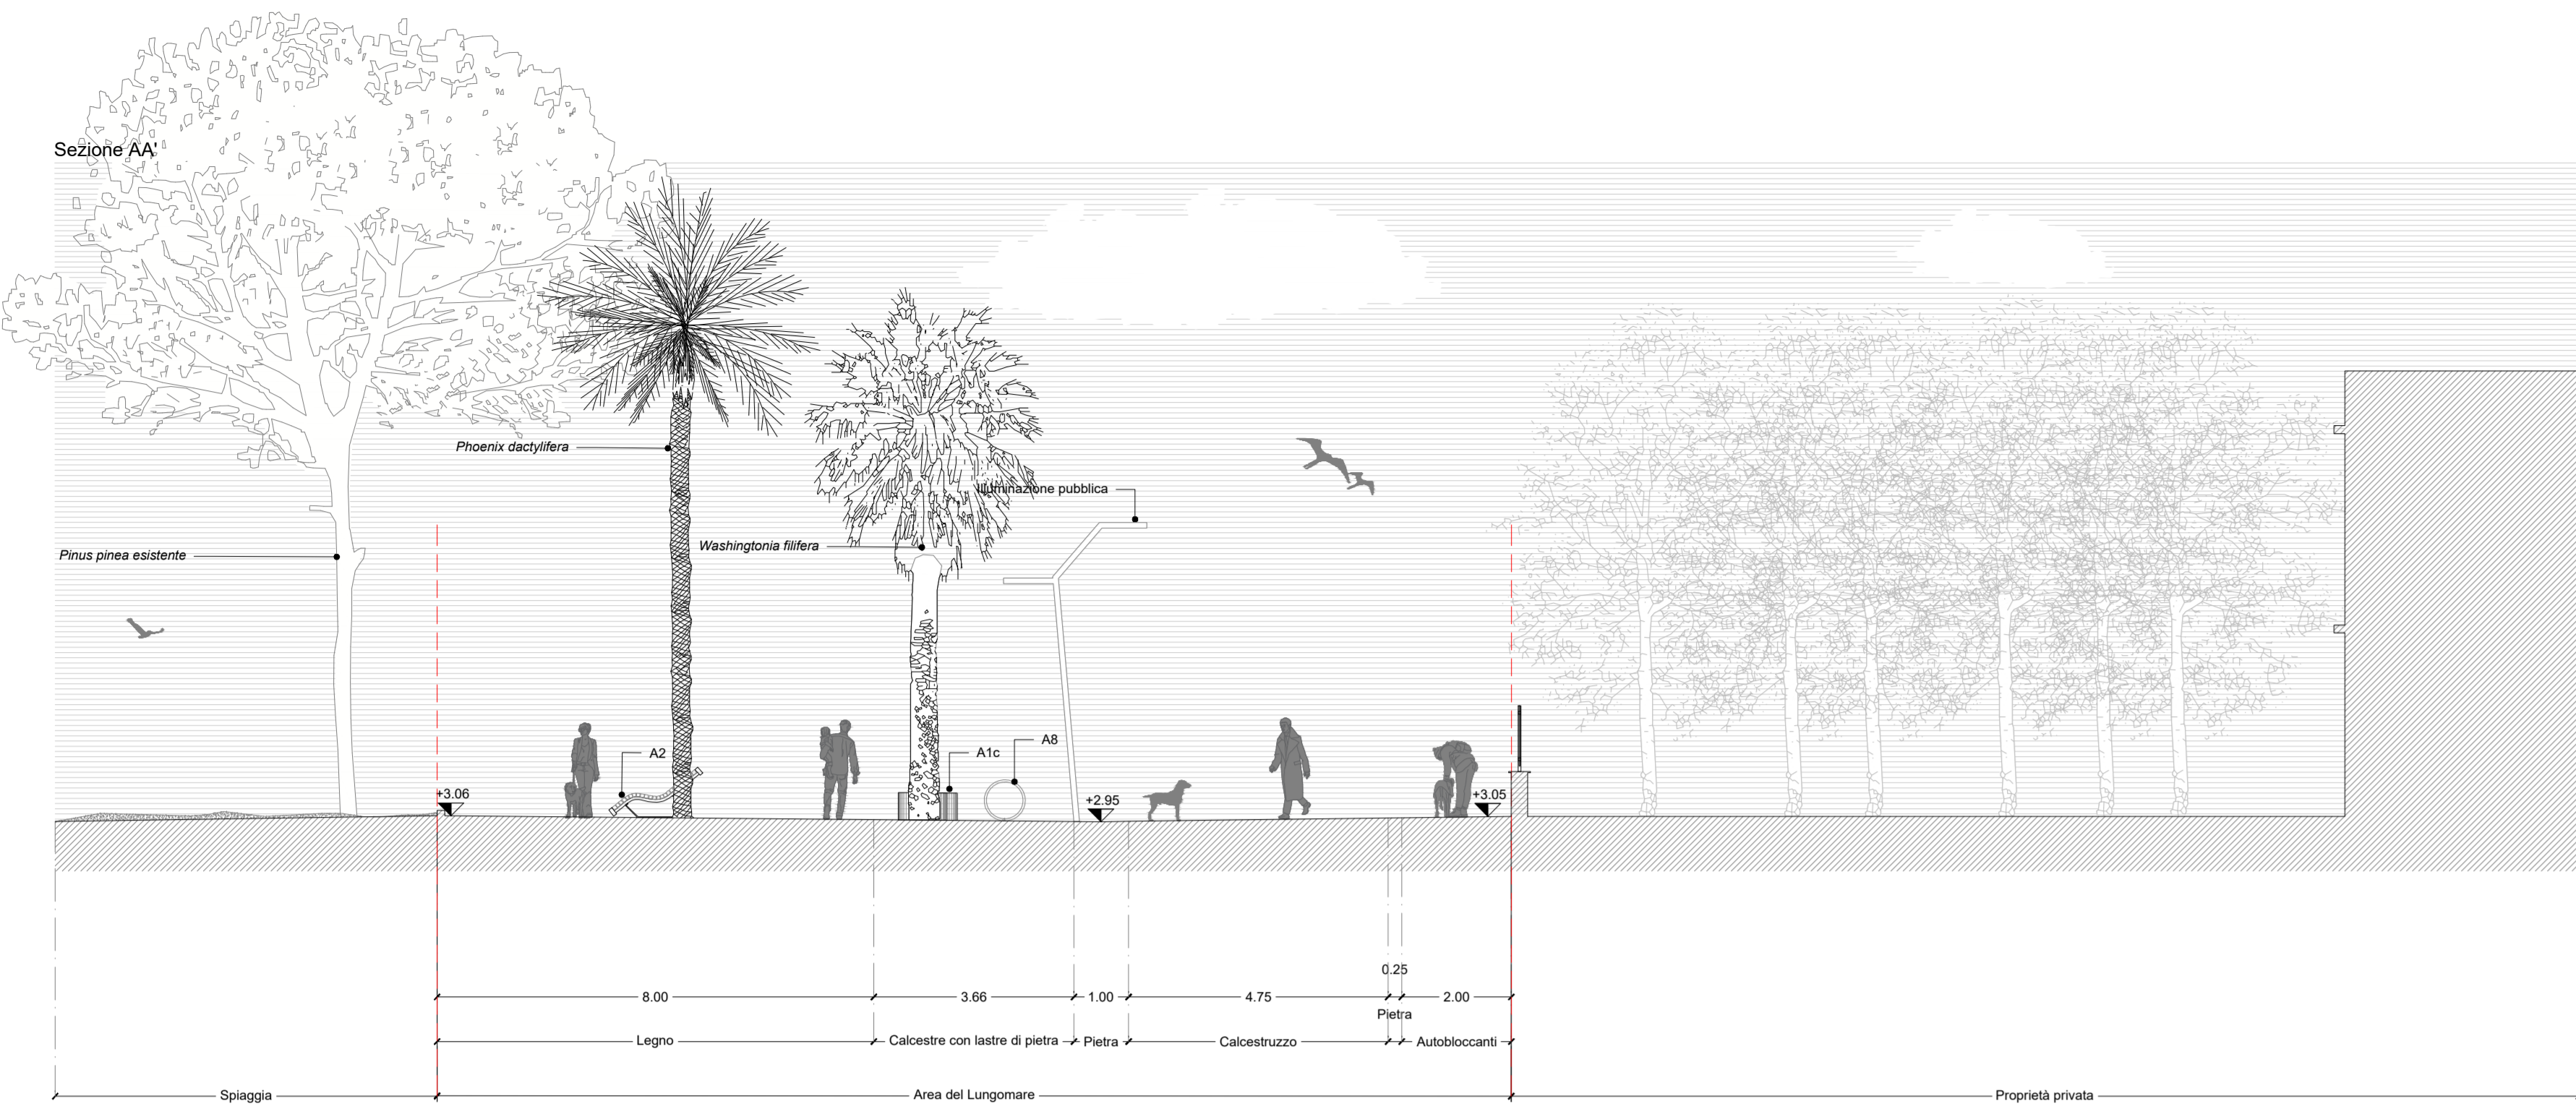 Sezione AA'
Phoenix dactylifera
Illuminazione pubblica
Washingtonia filifera
Pinus pinea esistente
A2
A1c
A8
+3.06
+2.95
+3.05
0.25
8.00
3.66
1.00
4.75
2.00
Pietra
Legno
Calcestre con lastre di pietra
Pietra
Calcestruzzo
Autobloccanti
Spiaggia
Area del Lungomare
Proprietà privata